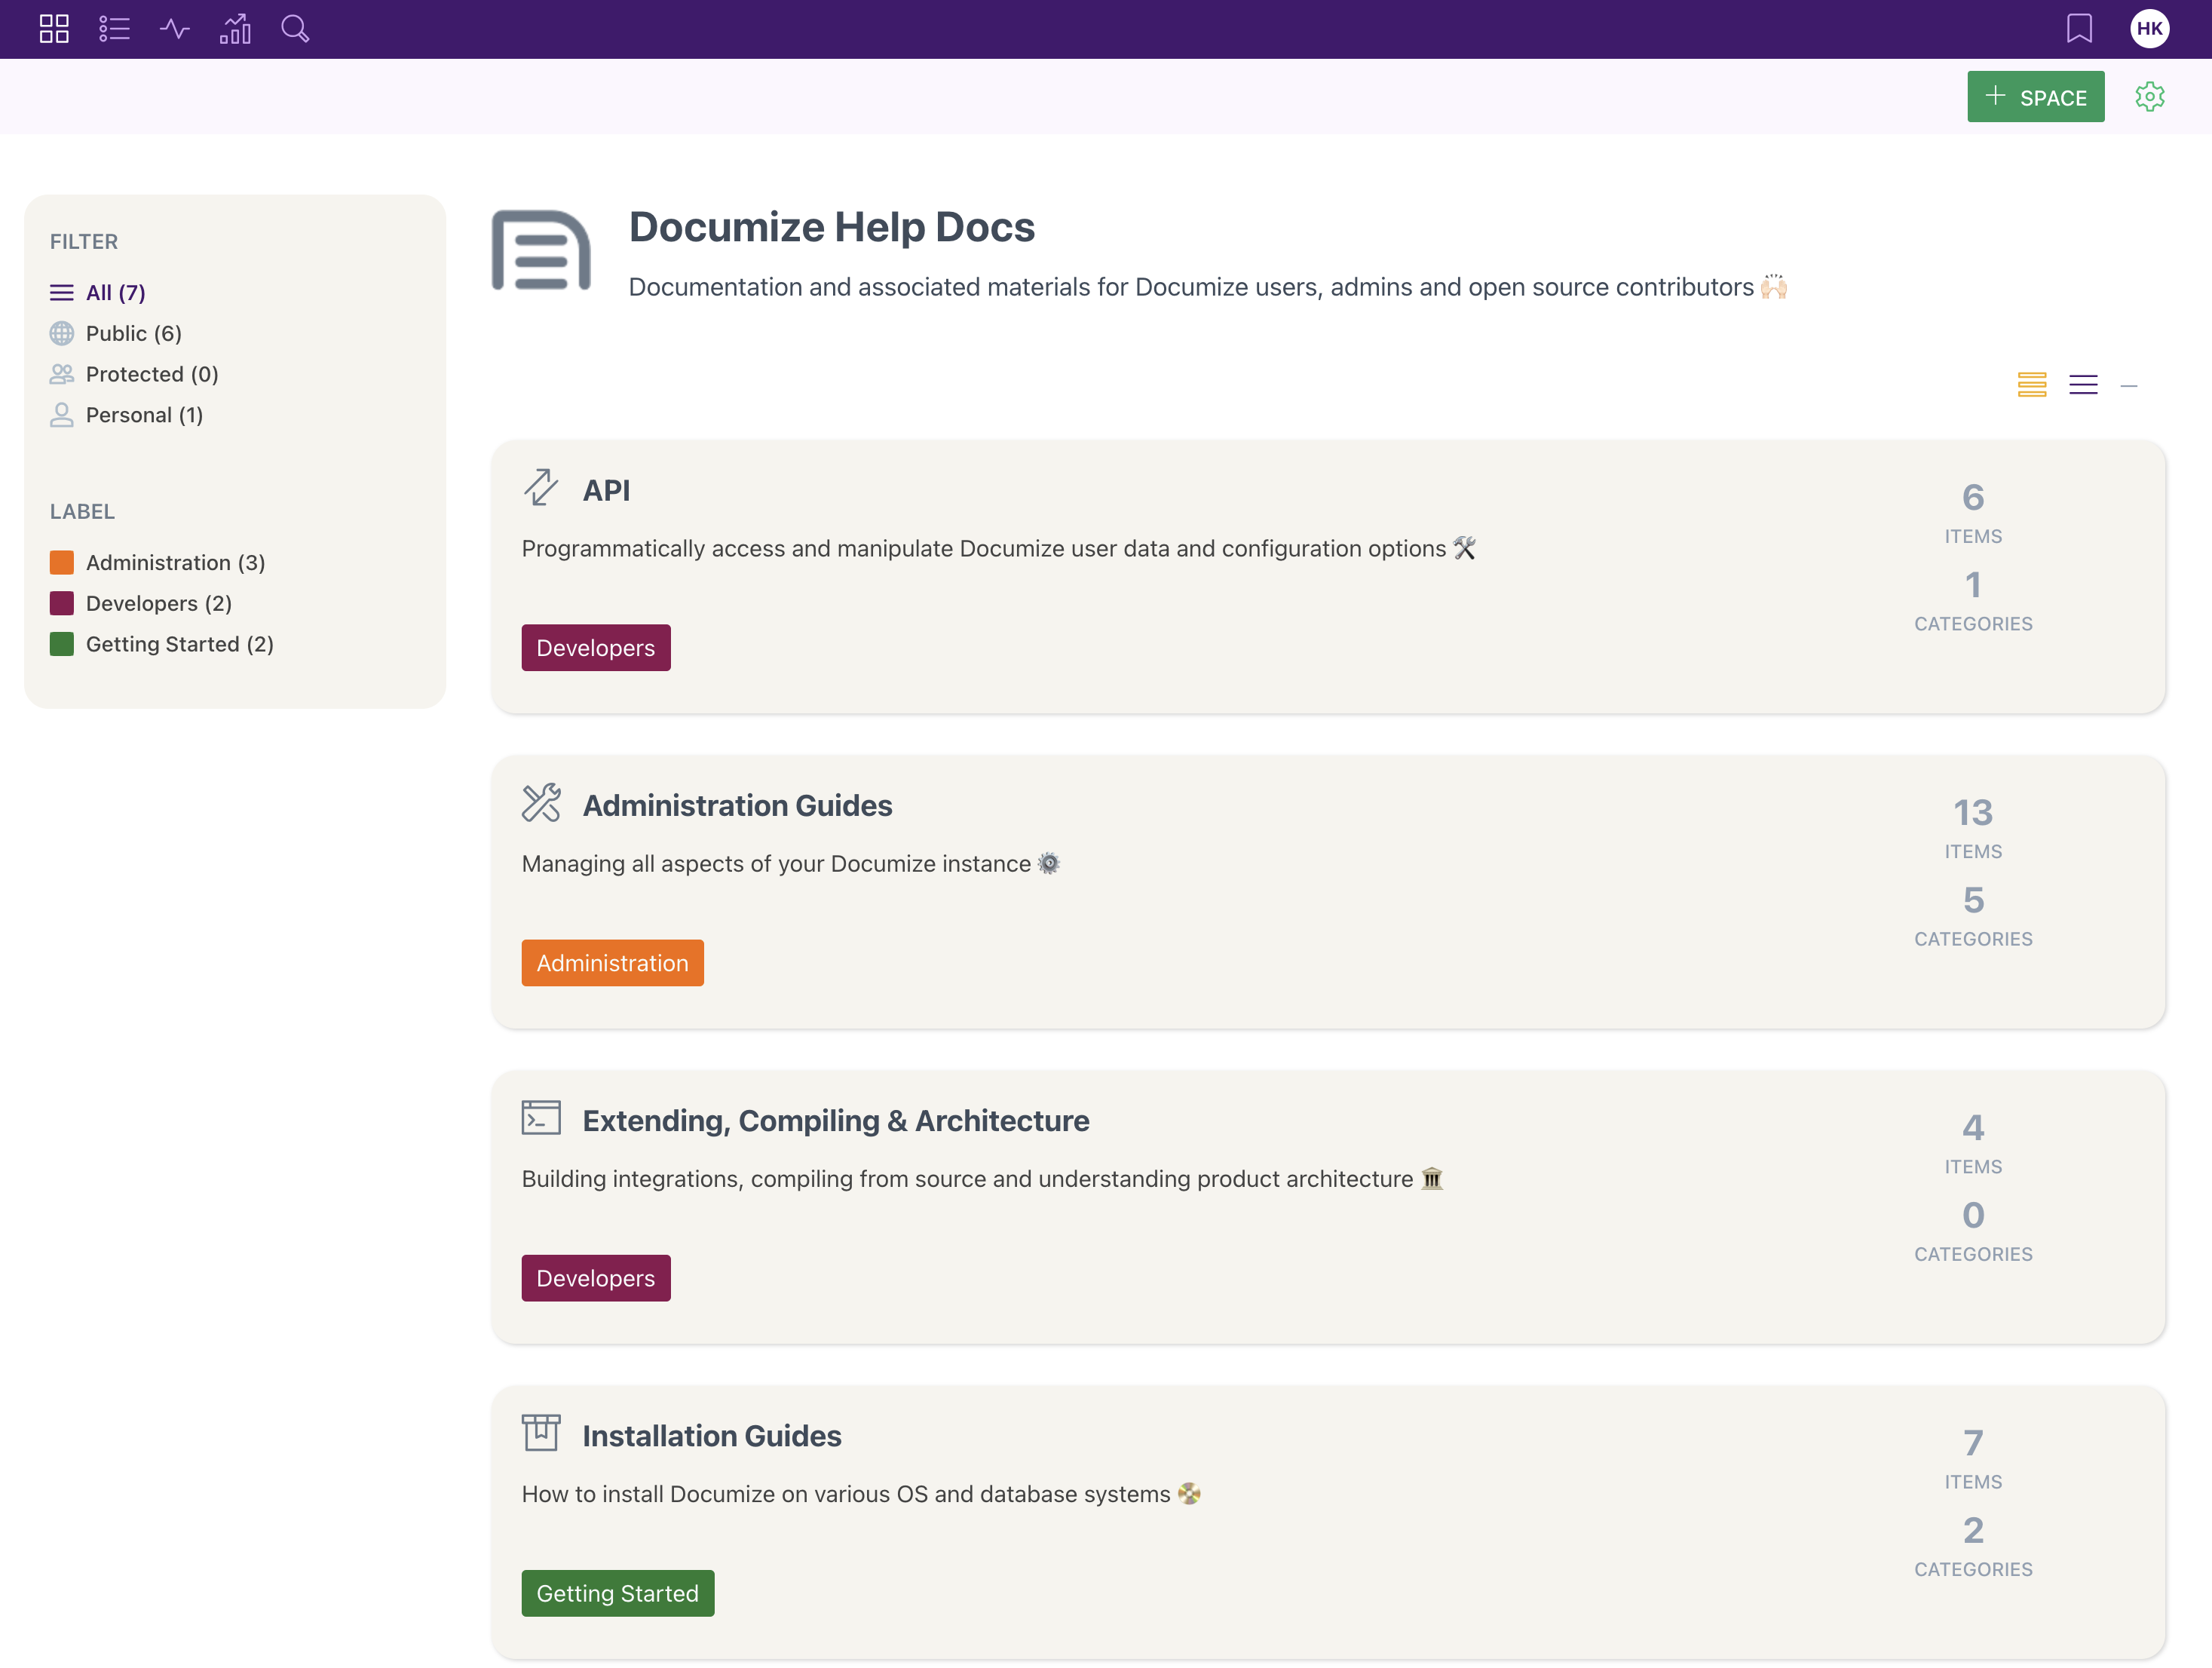 HK
SPACE
FILTER
All (7)
Public (6)
Protected (0)
Personal (1)
LABEL
Administration (3)
Developers (2)
Getting Started (2)
Documize Help Docs
Documentation and associated materials for Documize users, admins and open source contributors 🙌🏻
API
Programmatically access and manipulate Documize user data and configuration options 🛠
Developers
6
ITEMS
1
CATEGORIES
Administration Guides
Managing all aspects of your Documize instance ⚙️
Administration
13
ITEMS
5
CATEGORIES
Extending, Compiling & Architecture
Building integrations, compiling from source and understanding product architecture 🏛
Developers
4
ITEMS
0
CATEGORIES
Installation Guides
How to install Documize on various OS and database systems 📀
Getting Started
7
ITEMS
2
CATEGORIES